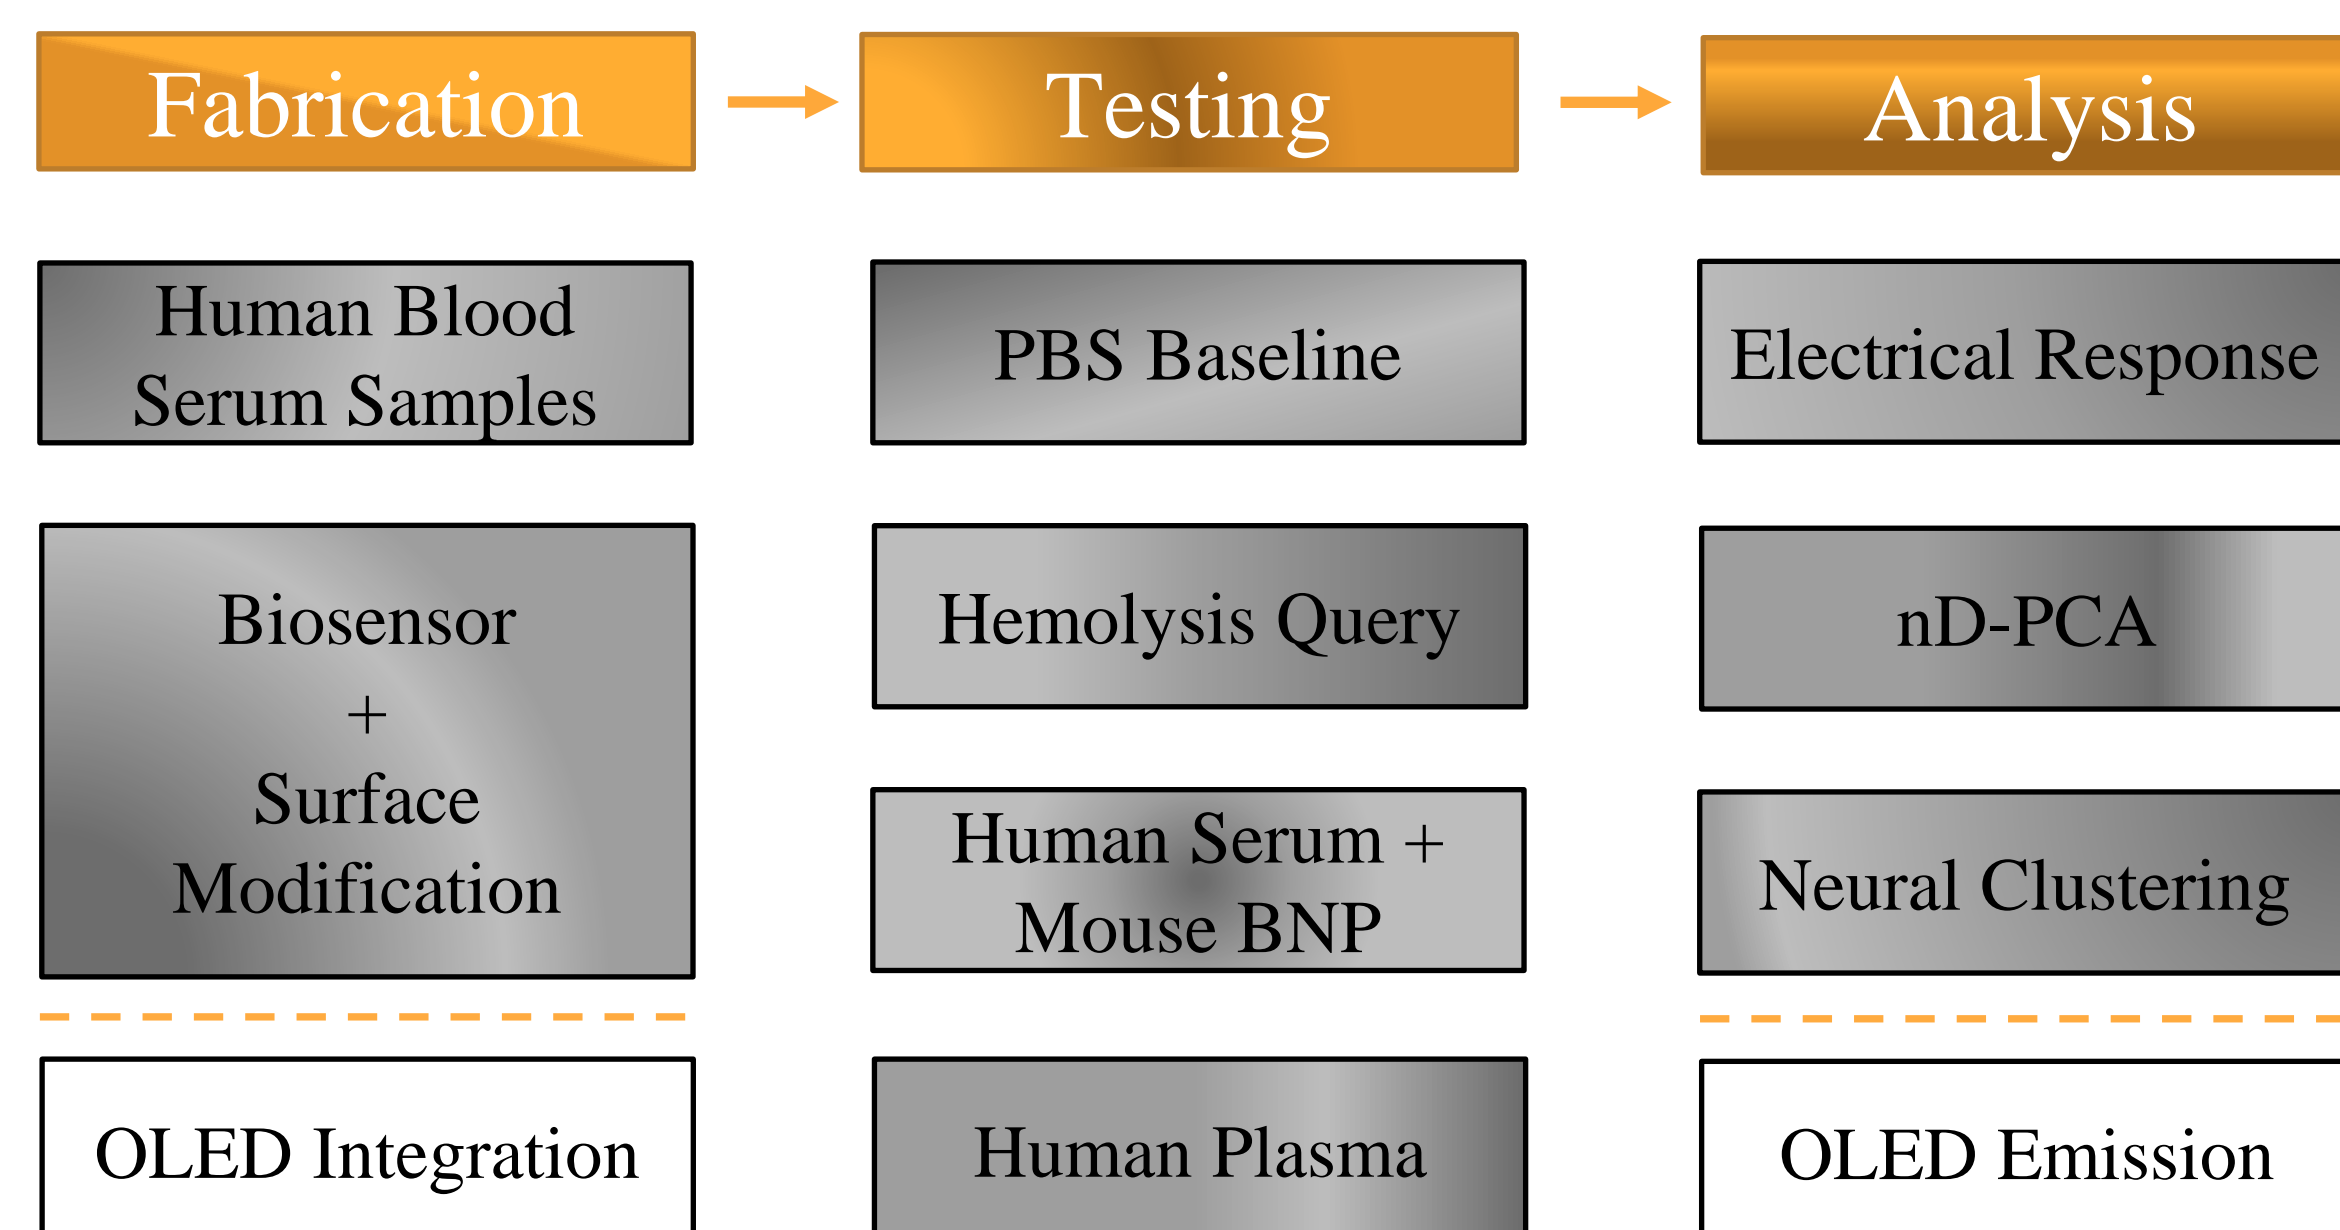 Fabrication
Testing
Analysis
Human Blood
Serum Samples
PBS Baseline
Electrical Response
Biosensor
+
Surface
Modification
Hemolysis Query
nD-PCA
Human Serum +
Mouse BNP
Neural Clustering
OLED Integration
Human Plasma
OLED Emission